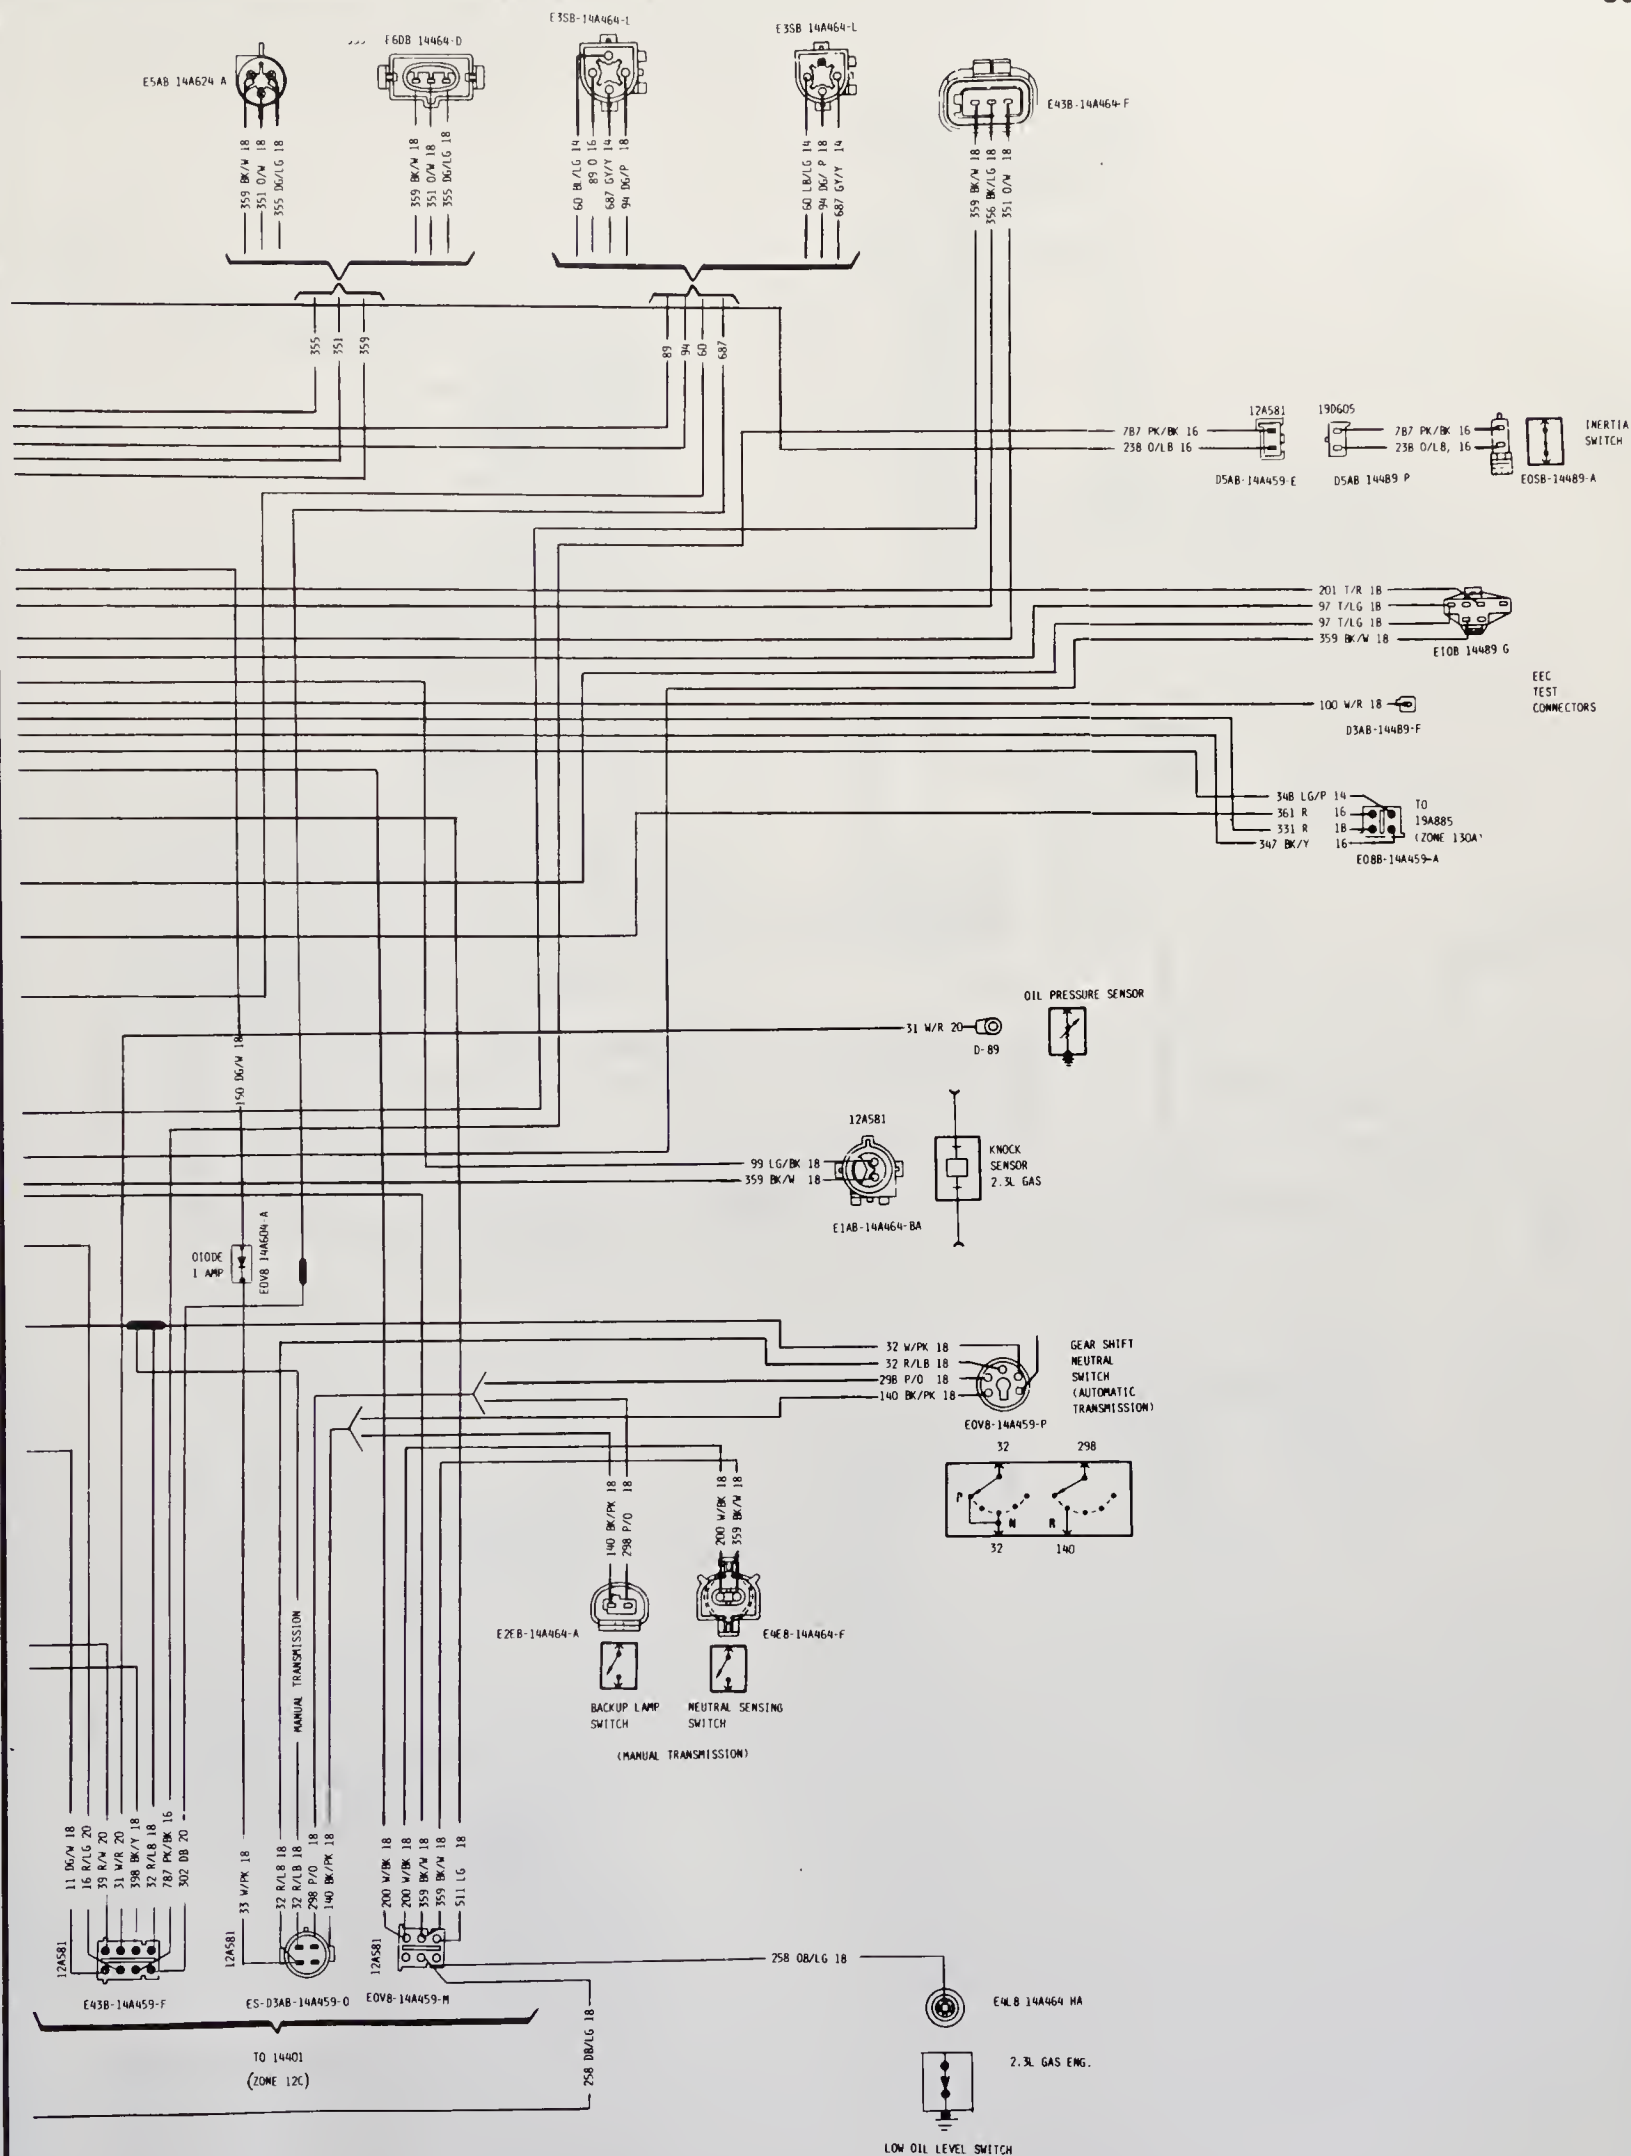 E3SB-14A464-L
E3SB 14A464-L
E6DB 14464-D
E5AB 14A624 A
E43B-14A464-F
359 BK/W 18
351 O/W 18
355 DG/LG 18
359 BK/W 18
351 O/W 18
355 DG/LG 18
60 BL/LG 14
89 O 16
687 GY/Y 14
94 DG/P 18
60 LB/LG 14
94 DG/ P 18
687 GY/Y 14
359 BK/W 18
356 BK/LG 18
351 O/W 18
355
351
359
89
94
60
687
12A581
19D605
787 PK/BK 16
238 O/LB 16
787 PK/BK 16
238 O/LB, 16
INERTIA
SWITCH
D5AB-14A459-E
D5AB 14489 P
E0SB-14489-A
201 T/R 18
97 T/LG 18
97 T/LG 18
359 BK/W 18
E10B 14489 G
EEC
TEST
CONNECTORS
100 W/R 18
D3AB-14489-F
348 LG/P 14
361 R 16
331 R 18
347 BK/Y 16
TO
19A885
(ZONE 130A)
E08B-14A459-A
OIL PRESSURE SENSOR
31 W/R 20
D-89
150 DG/W 18
12A581
99 LG/BK 18
359 BK/W 18
KNOCK
SENSOR
2.3L GAS
E1AB-14A464-BA
DIODE
1 AMP
E0V8 14A604-A
32 W/PK 18
32 R/LB 18
298 P/O 18
140 BK/PK 18
GEAR SHIFT
NEUTRAL
SWITCH
(AUTOMATIC
TRANSMISSION)
E0V8-14A459-P
32 298
P N R
32 140
140 BK/PK 18
298 P/O 18
200 W/BK 18
359 BK/W 18
E2EB-14A464-A
E4E8-14A464-F
BACKUP LAMP
SWITCH
NEUTRAL SENSING
SWITCH
(MANUAL TRANSMISSION)
MANUAL TRANSMISSION
11 DG/W 18
16 R/LG 20
39 R/W 20
31 W/R 20
398 BK/Y 18
32 R/LB 18
787 PK/BK 16
302 DB 20
33 W/PK 18
32 R/LB 18
32 R/LB 18
298 P/O 18
140 BK/PK 18
200 W/BK 18
200 W/BK 18
359 BK/W 18
359 BK/W 18
511 LG 18
12A581
12A581
12A581
E43B-14A459-F
ES-D3AB-14A459-O
E0V8-14A459-M
TO 14401
(ZONE 12C)
258 OB/LG 18
258 DB/LG 18
E4L8 14A464 HA
2.3L GAS ENG.
LOW OIL LEVEL SWITCH